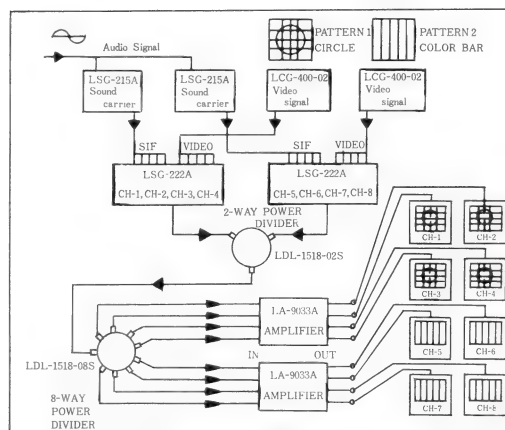 PATTERN 1
CIRCLE
PATTERN 2
COLOR BAR
Audio Signal
LSG-215A
Sound
carrier
LSG-215A
Sound
carrier
LCG-400-02
Video
signal
LCG-400-02
Video
signal
SIF
VIDEO
SIF
VIDEO
LSG-222A
CH-1, CH-2, CH-3, CH-4
LSG-222A
CH-5, CH-6, CH-7, CH-8
2-WAY POWER
DIVIDER
LDL-1518-02S
CH-1
CH-2
CH-3
CH-4
LA-9033A
AMPLIFIER
IN
OUT
LA-9033A
AMPLIFIER
CH-5
CH-6
CH-7
CH-8
LDL-1518-08S
8-WAY
POWER
DIVIDER